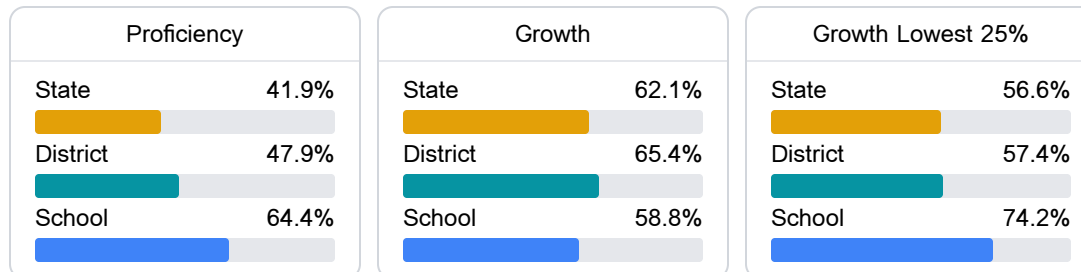 Proficiency
State 41.9%
District 47.9%
School 64.4%
Growth
State 62.1%
District 65.4%
School 58.8%
Growth Lowest 25%
State 56.6%
District 57.4%
School 74.2%